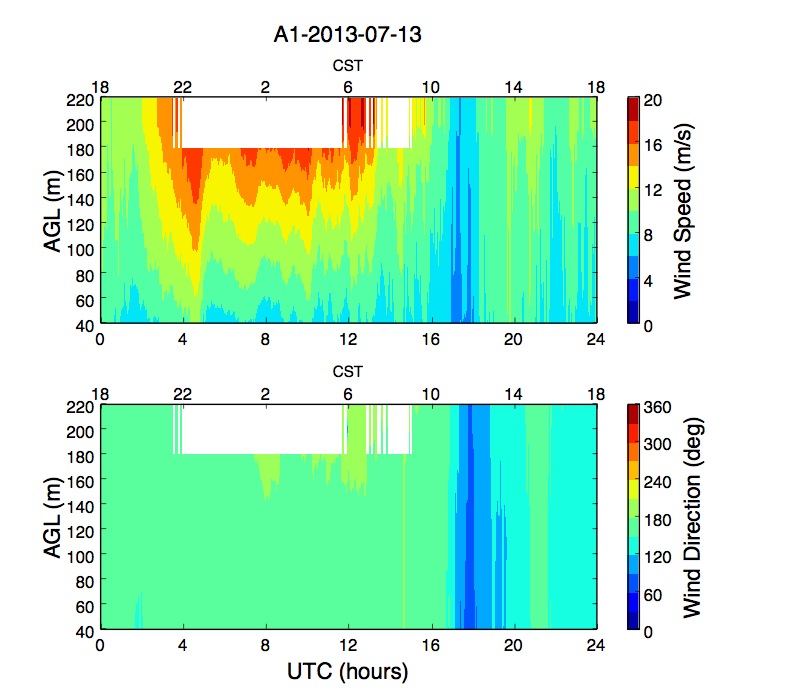 A1-2013-07-13
CST
18 22 2 6 10 14 18
220
200
180
160
140
120
100
80
60
40
AGL (m)
0 4 8 12 16 20 24
20
16
12
8
4
0
Wind Speed (m/s)
CST
18 22 2 6 10 14 18
220
200
180
160
140
120
100
80
60
40
AGL (m)
0 4 8 12 16 20 24
UTC (hours)
360
300
240
180
120
60
0
Wind Direction (deg)